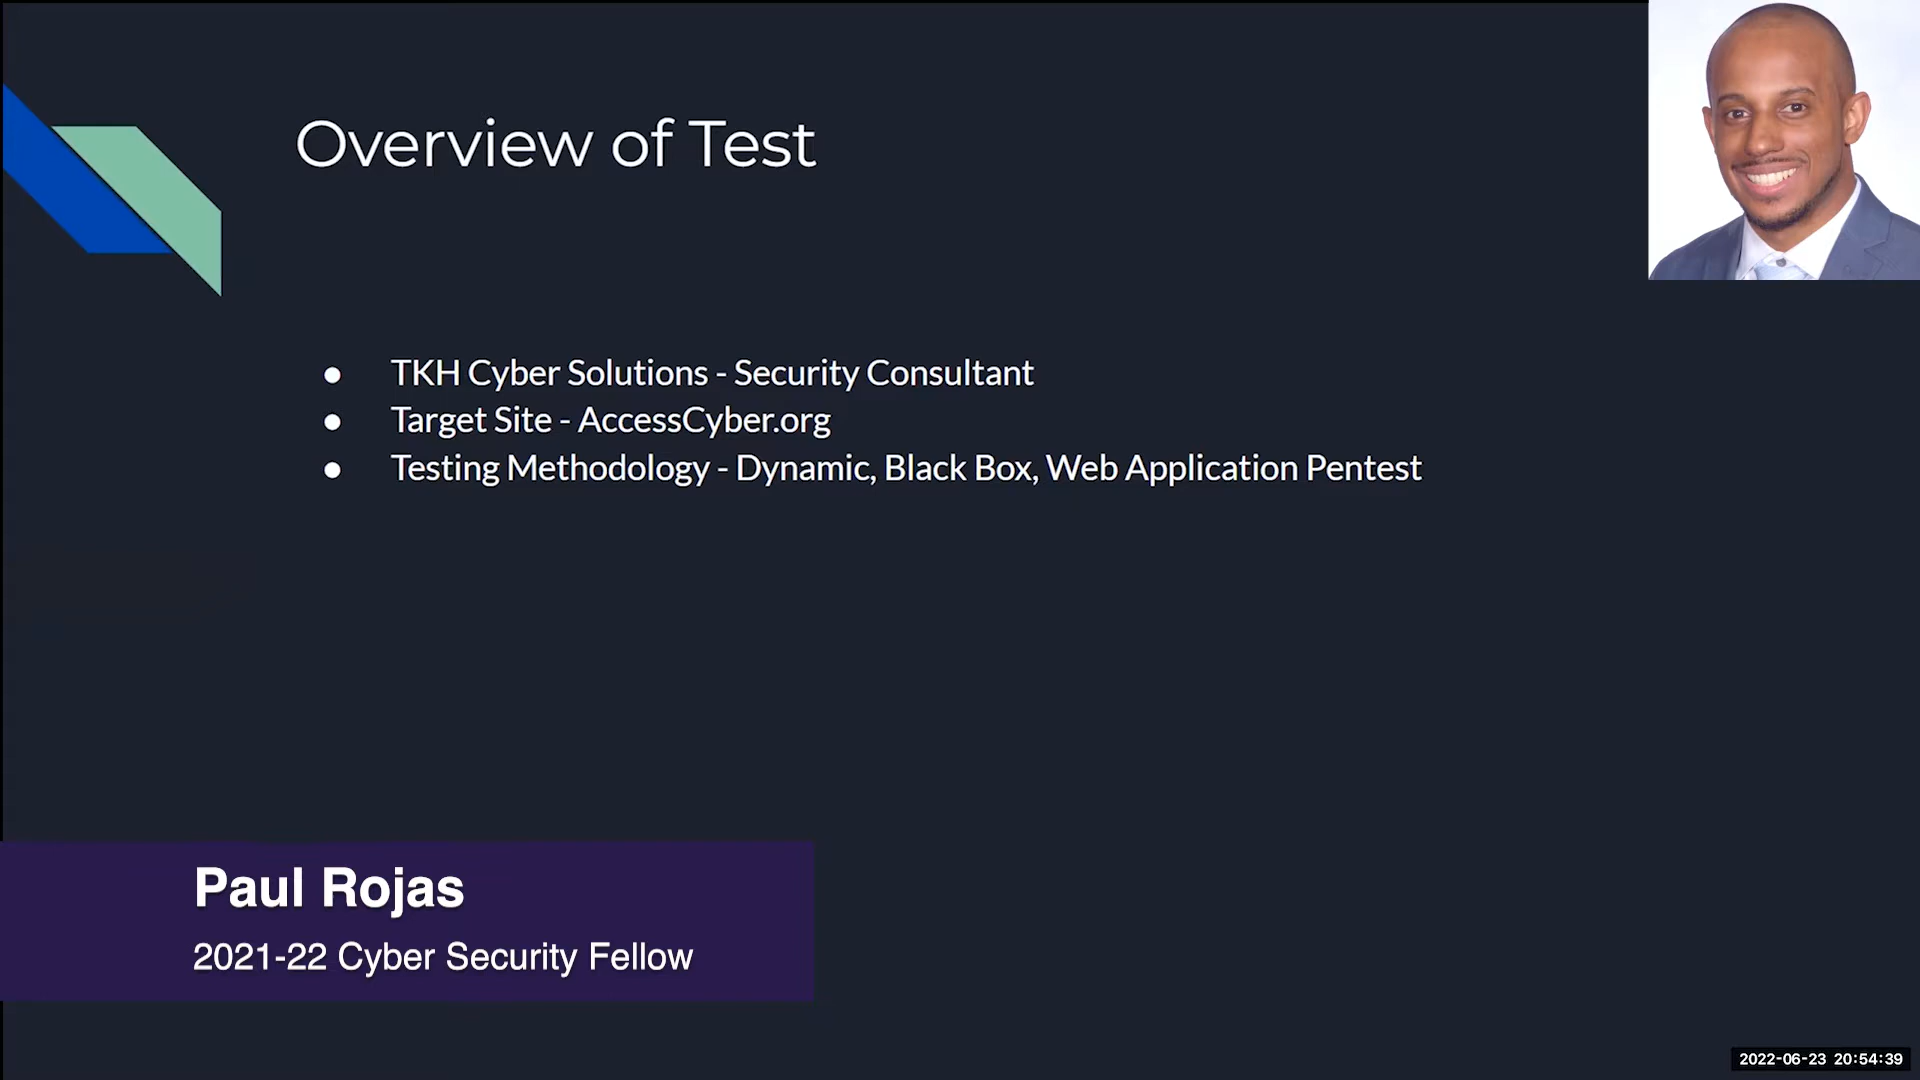 Overview of Test
● TKH Cyber Solutions - Security Consultant
● Target Site - AccessCyber.org
● Testing Methodology - Dynamic, Black Box, Web Application Pentest
Paul Rojas
2021-22 Cyber Security Fellow
2022-06-23 20:54:39